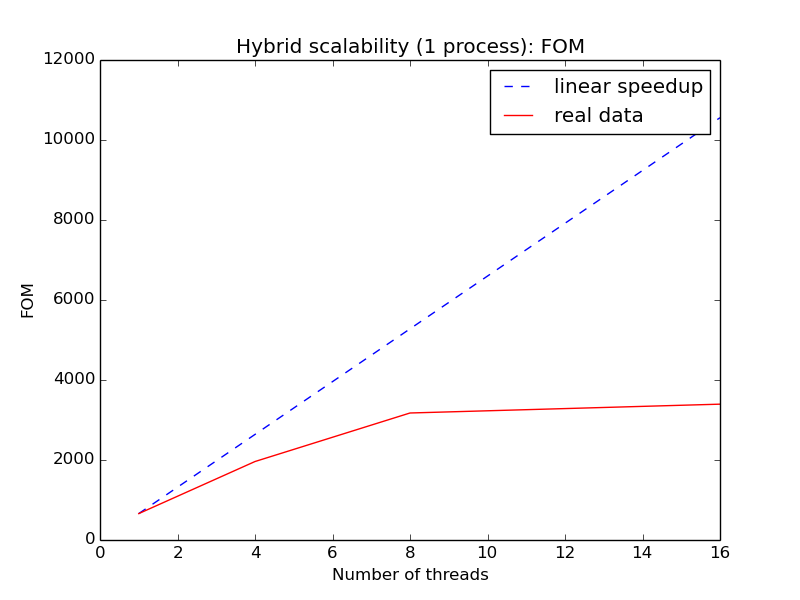 Hybrid scalability (1 process): FOM
linear speedup
real data
12000
10000
8000
6000
4000
2000
0
FOM
0 2 4 6 8 10 12 14 16
Number of threads